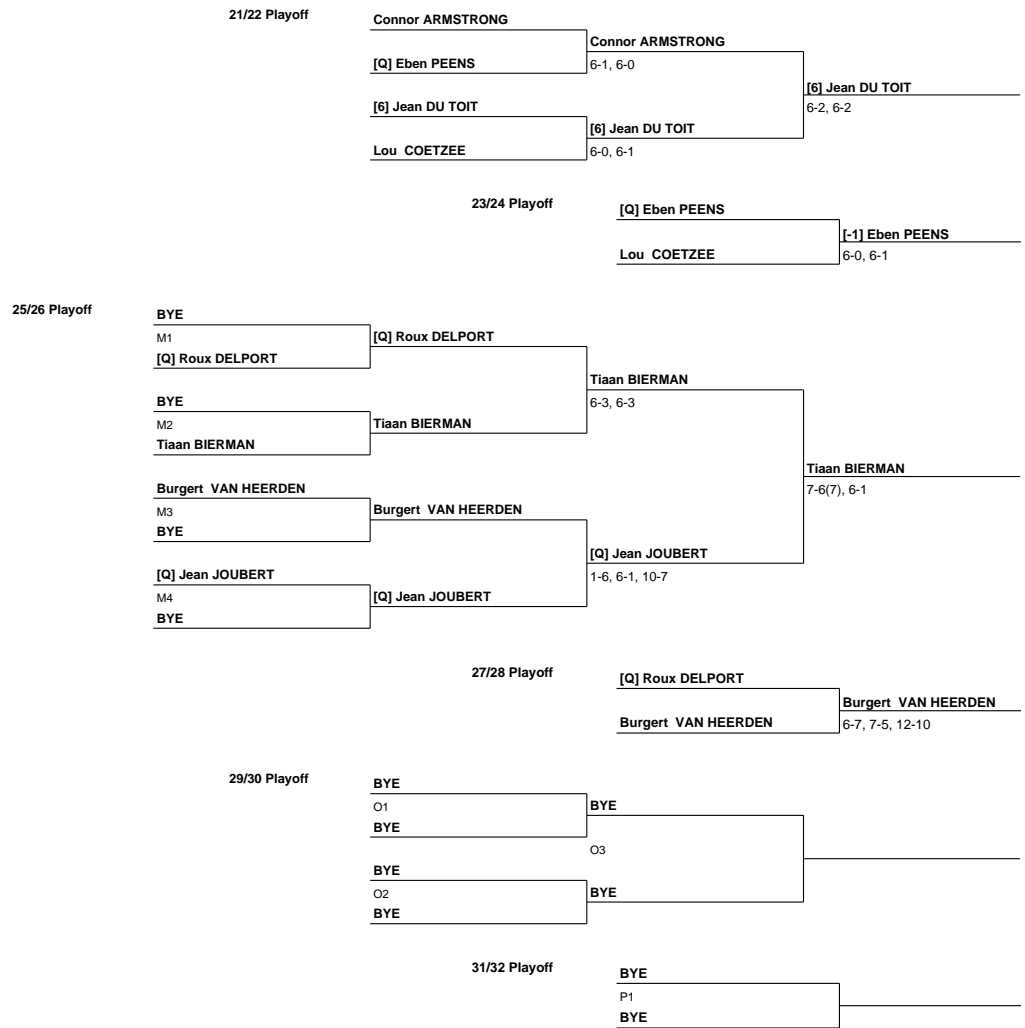 21/22 Playoff
Connor ARMSTRONG
Connor ARMSTRONG
[Q] Eben PEENS
6-1, 6-0
[6] Jean DU TOIT
6-2, 6-2
[6] Jean DU TOIT
[6] Jean DU TOIT
Lou  COETZEE
6-0, 6-1
23/24 Playoff
[Q] Eben PEENS
[-1] Eben PEENS
Lou  COETZEE
6-0, 6-1
25/26 Playoff
BYE
M1
[Q] Roux DELPORT
[Q] Roux DELPORT
Tiaan BIERMAN
6-3, 6-3
BYE
M2
Tiaan BIERMAN
Tiaan BIERMAN
Tiaan BIERMAN
7-6(7), 6-1
Burgert  VAN HEERDEN
M3
Burgert  VAN HEERDEN
BYE
[Q] Jean JOUBERT
1-6, 6-1, 10-7
[Q] Jean JOUBERT
M4
[Q] Jean JOUBERT
BYE
27/28 Playoff
[Q] Roux DELPORT
Burgert  VAN HEERDEN
Burgert  VAN HEERDEN
6-7, 7-5, 12-10
29/30 Playoff
BYE
O1
BYE
BYE
O3
BYE
O2
BYE
BYE
31/32 Playoff
BYE
P1
BYE